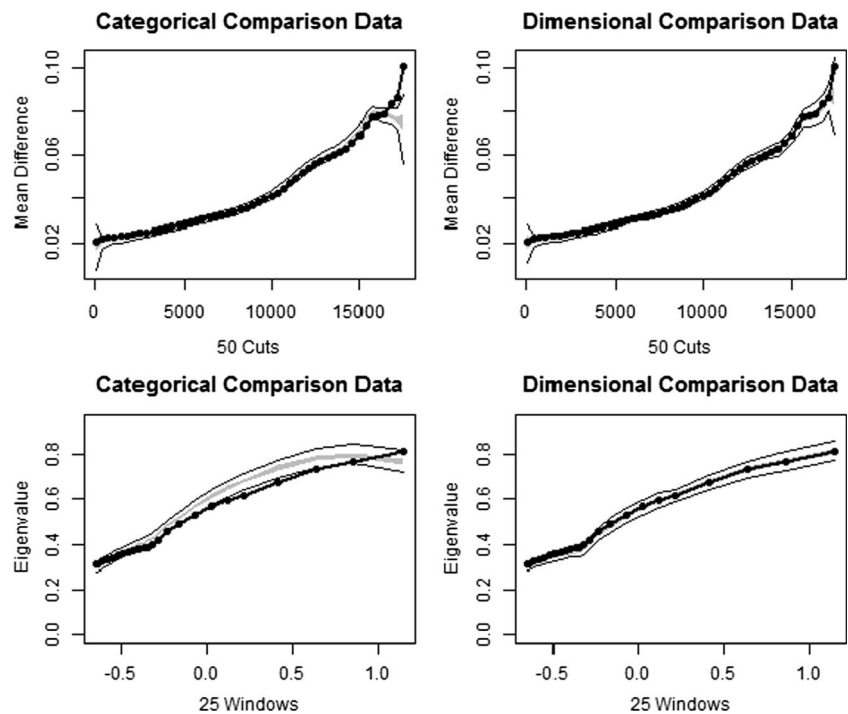 Categorical Comparison Data
Mean Difference
0.10
0.06
0.02
0 5000 10000 15000
50 Cuts
Dimensional Comparison Data
Mean Difference
0.10
0.06
0.02
0 5000 10000 15000
50 Cuts
Categorical Comparison Data
Eigenvalue
0.8
0.6
0.4
0.2
0.0
-0.5 0.0 0.5 1.0
25 Windows
Dimensional Comparison Data
Eigenvalue
0.8
0.6
0.4
0.2
0.0
-0.5 0.0 0.5 1.0
25 Windows